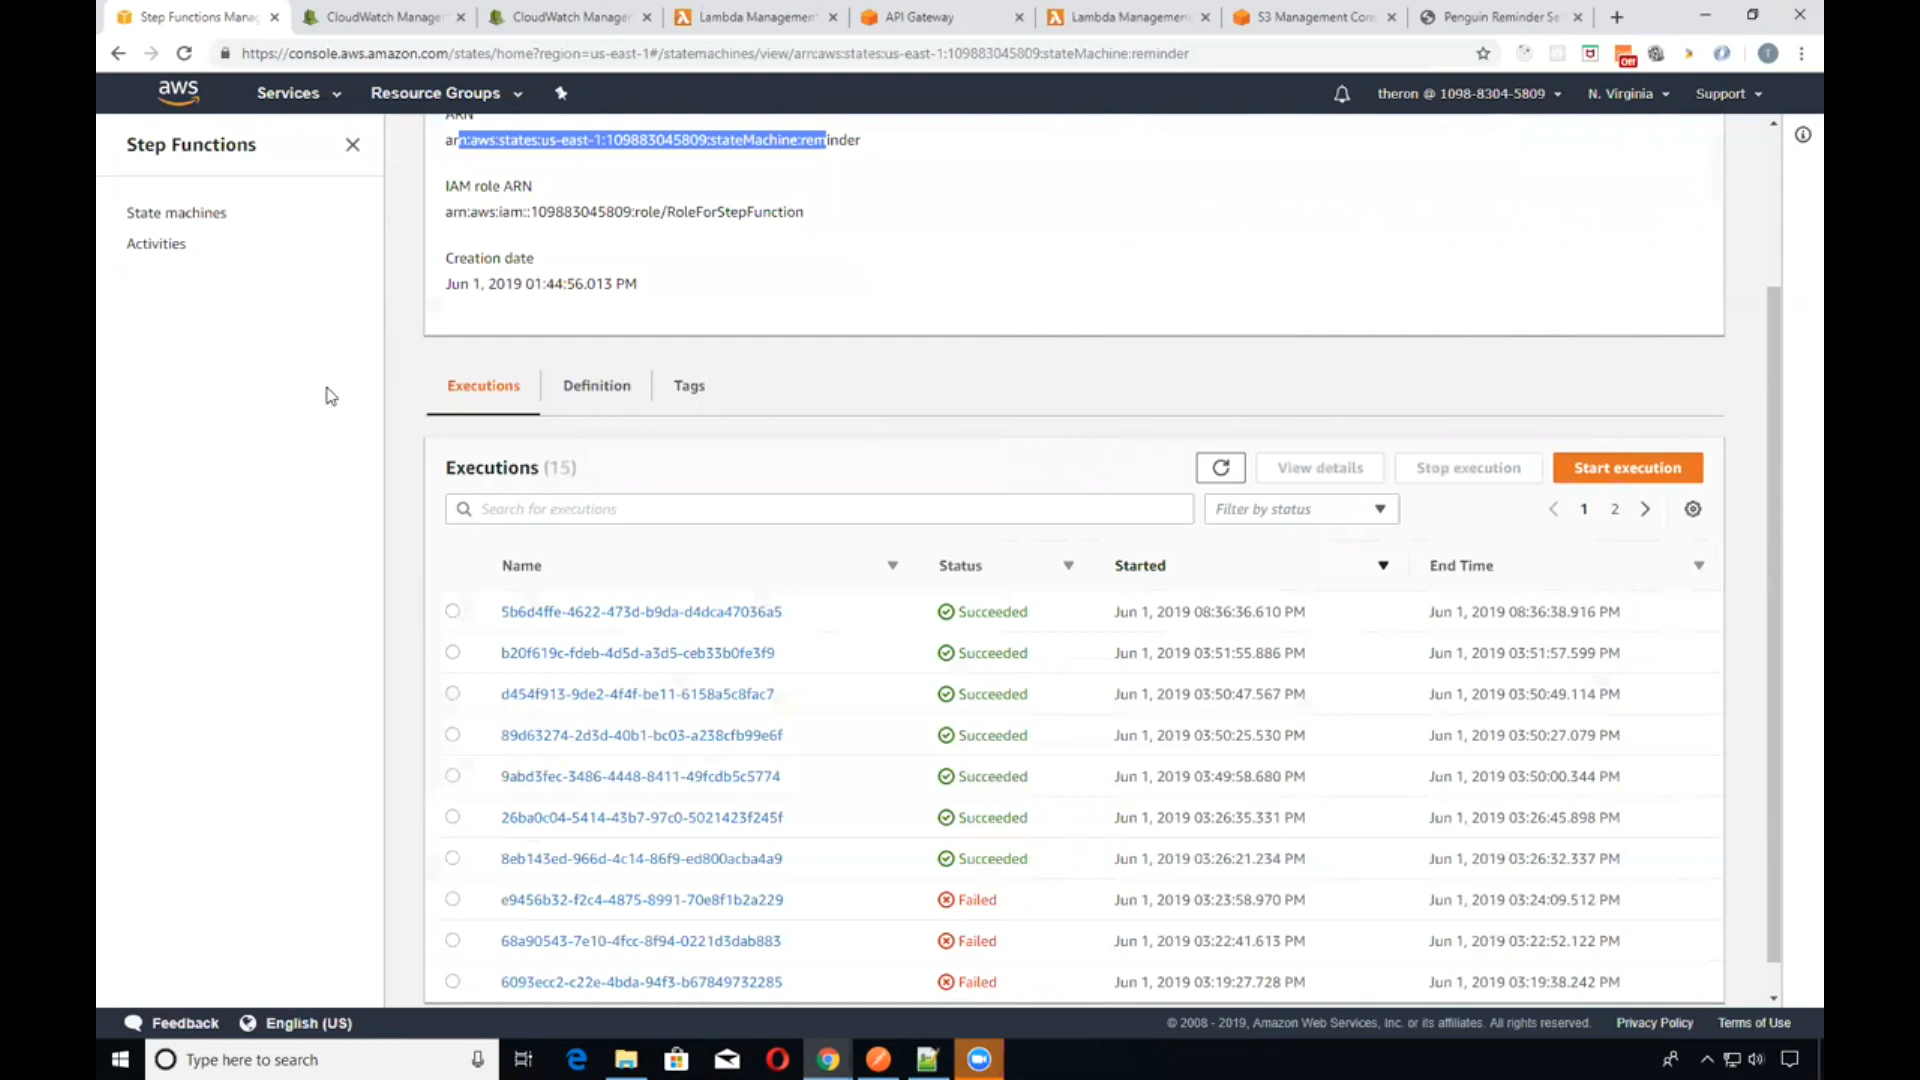 Step Functions Mana
CloudWatch Manage
CloudWatch Manage
Lambda Management
API Gateway
Lambda Management
S3 Management Con
Penguin Reminder Se
https://console.aws.amazon.com/states/home?region=us-east-1#/statemachines/view/arn:aws:states:us-east-1:109883045809:stateMachine:reminder
Off
T
aws
Services
Resource Groups
theron @ 1098-8304-5809
N. Virginia
Support
Step Functions
State machines
Activities
ARN
arn:aws:states:us-east-1:109883045809:stateMachine:reminder
IAM role ARN
arn:aws:iam::109883045809:role/RoleForStepFunction
Creation date
Jun 1, 2019 01:44:56.013 PM
Executions
Definition
Tags
Executions (15)
View details
Stop execution
Start execution
Search for executions
Filter by status
1 2
Name Status Started End Time
5b6d4ffe-4622-473d-b9da-d4dca47036a5 Succeeded Jun 1, 2019 08:36:36.610 PM Jun 1, 2019 08:36:38.916 PM
b20f619c-fdeb-4d5d-a3d5-ceb33b0fe3f9 Succeeded Jun 1, 2019 03:51:55.886 PM Jun 1, 2019 03:51:57.599 PM
d454f913-9de2-4f4f-be11-6158a5c8fac7 Succeeded Jun 1, 2019 03:50:47.567 PM Jun 1, 2019 03:50:49.114 PM
89d63274-2d3d-40b1-bc03-a238cfb99e6f Succeeded Jun 1, 2019 03:50:25.530 PM Jun 1, 2019 03:50:27.079 PM
9abd3fec-3486-4448-8411-49fcdb5c5774 Succeeded Jun 1, 2019 03:49:58.680 PM Jun 1, 2019 03:50:00.344 PM
26ba0c04-5414-43b7-97c0-5021423f245f Succeeded Jun 1, 2019 03:26:35.331 PM Jun 1, 2019 03:26:45.898 PM
8eb143ed-966d-4c14-86f9-ed800acba4a9 Succeeded Jun 1, 2019 03:26:21.234 PM Jun 1, 2019 03:26:32.337 PM
e9456b32-f2c4-4875-8991-70e8f1b2a229 Failed Jun 1, 2019 03:23:58.970 PM Jun 1, 2019 03:24:09.512 PM
68a90543-7e10-4fcc-8f94-0221d3dab883 Failed Jun 1, 2019 03:22:41.613 PM Jun 1, 2019 03:22:52.122 PM
6093ecc2-c22e-4bda-94f3-b67849732285 Failed Jun 1, 2019 03:19:27.728 PM Jun 1, 2019 03:19:38.242 PM
Feedback
English (US)
© 2008 - 2019, Amazon Web Services, Inc. or its affiliates. All rights reserved.
Privacy Policy
Terms of Use
Type here to search